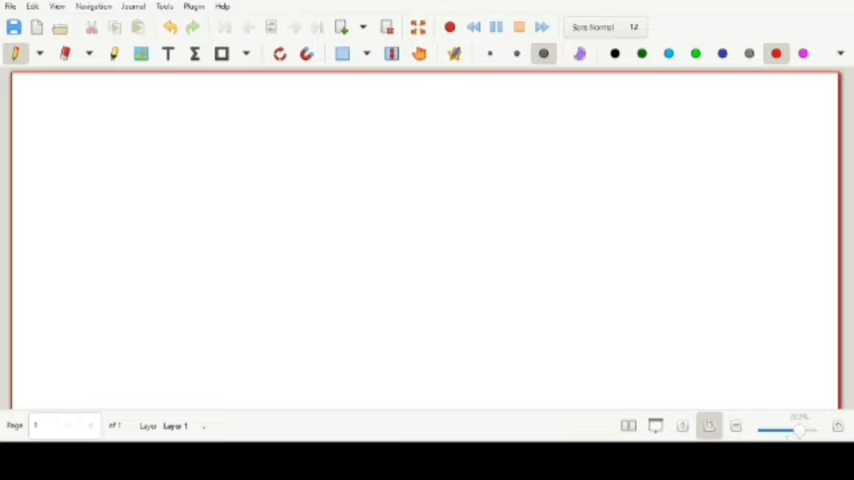 File Edit View Navigation Journal Tools Plugin Help
Sans Normal 12
T Σ
Page 1 of 1 Layer Layer 1